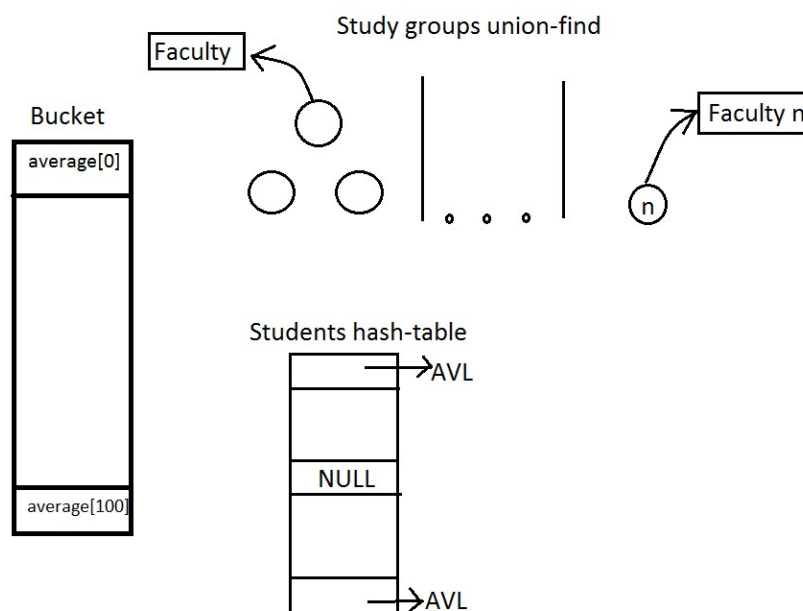 Study groups union-find
Faculty
Faculty n
Bucket
average[0]
n
Students hash-table
AVL
NULL
average[100]
AVL